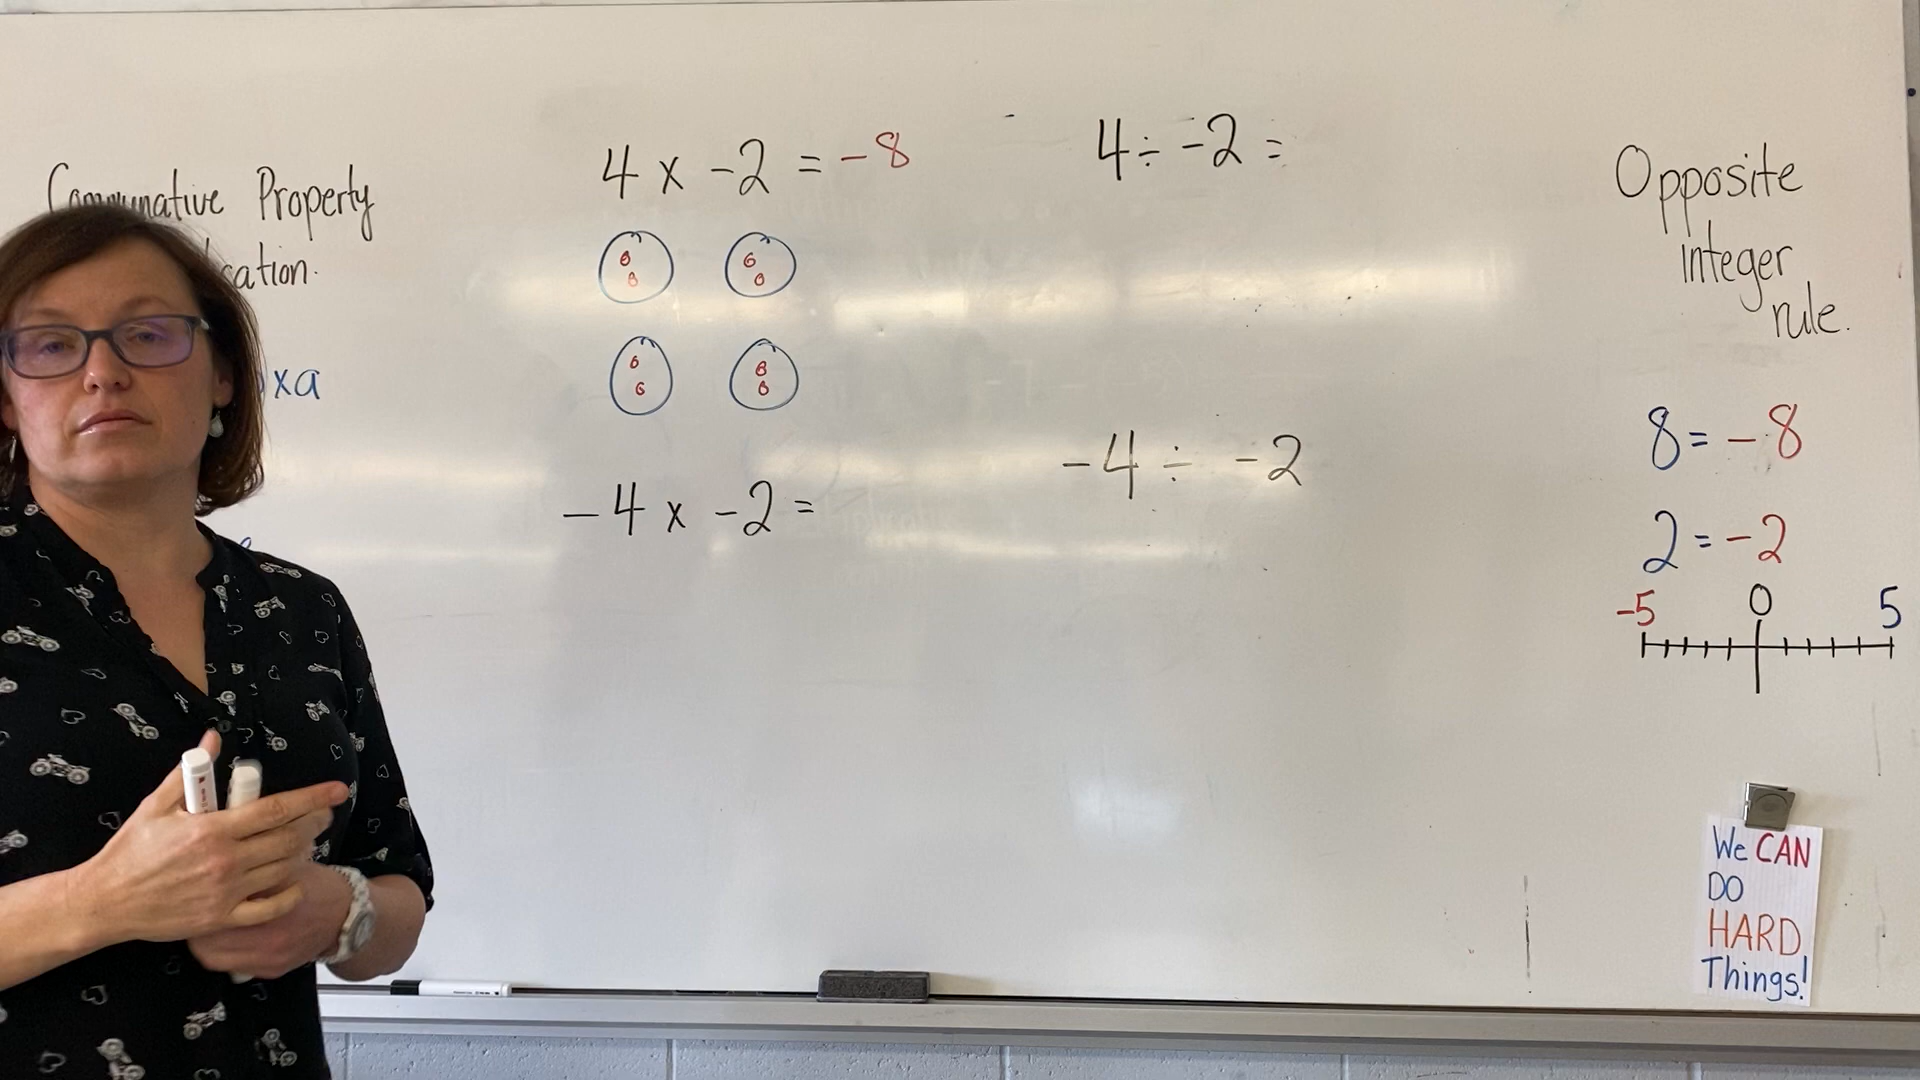 Commutative Property
cation.
xa
4 x -2 = -8
-4 x -2 =
4 ÷ -2 =
-4 ÷ -2
Opposite
Integer
rule.
8 = -8
2 = -2
-5 0 5
We CAN
DO
HARD
Things!